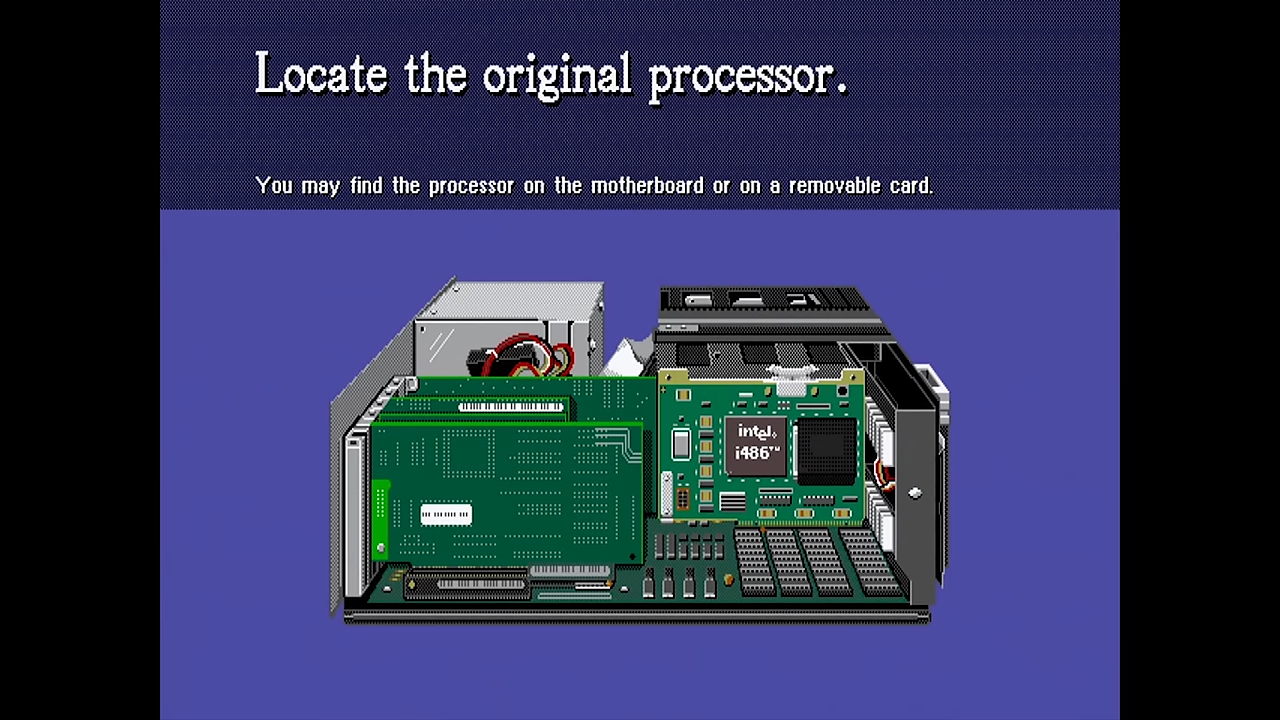 Locate the original processor.
You may find the processor on the motherboard or on a removable card.
intel®
i486™